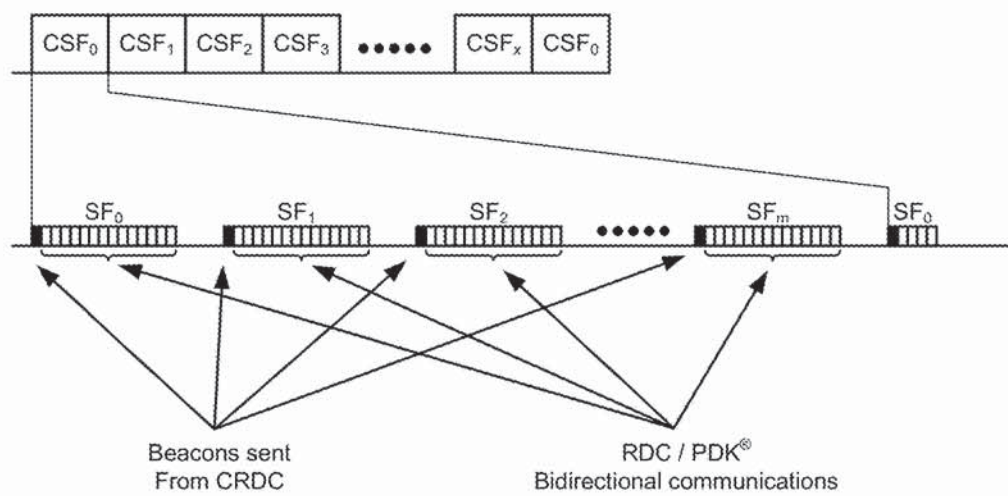 CSF₀ CSF₁ CSF₂ CSF₃ ••••• CSFₓ CSF₀
SF₀ SF₁ SF₂ ••••• SFₘ SF₀
Beacons sent
From CRDC
RDC / PDK®
Bidirectional communications